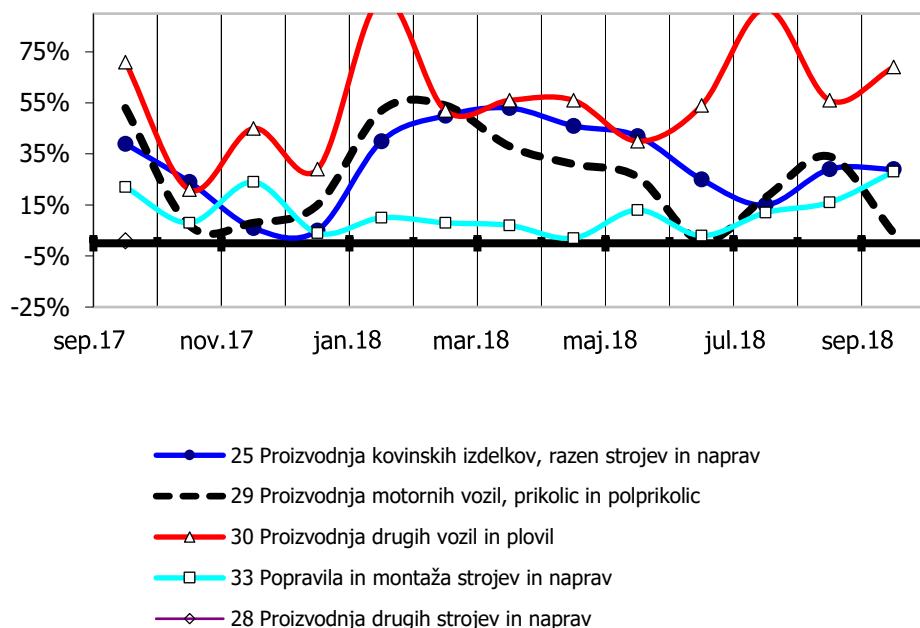 75%
55%
35%
15%
-5%
-25%
sep.17 nov.17 jan.18 mar.18 maj.18 jul.18 sep.18
25 Proizvodnja kovinskih izdelkov, razen strojev in naprav
29 Proizvodnja motornih vozil, prikolic in polprikolic
30 Proizvodnja drugih vozil in plovil
33 Popravila in montaža strojev in naprav
28 Proizvodnja drugih strojev in naprav